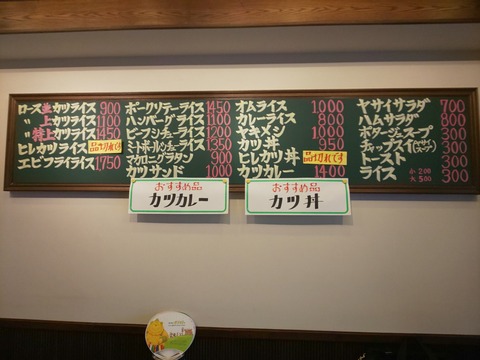 ロース並カツライス 900
〃 上カツライス 1100
〃 特上カツライス 1450
ヒレカツライス 品切れです
エビフライライス 1,750
ポークソテーライス 1450
ハンバーグライス 1100
ビーフシチューライス
ミートボールシチューライス 1350
マカロニグラタン 900
カツサンド 1000
オムライス 1000
カレーライス 800
ヤキメシ 1000
カツ丼 950
ヒレカツ丼 品切れです
カツカレー 1400
ヤサイサラダ 700
ハムサラダ 800
ポタージュスープ 300
チャップスイ 300
トースト 300
ライス 小 200 大 500 300
おすすめ品
カツカレー
おすすめ品
カツ丼